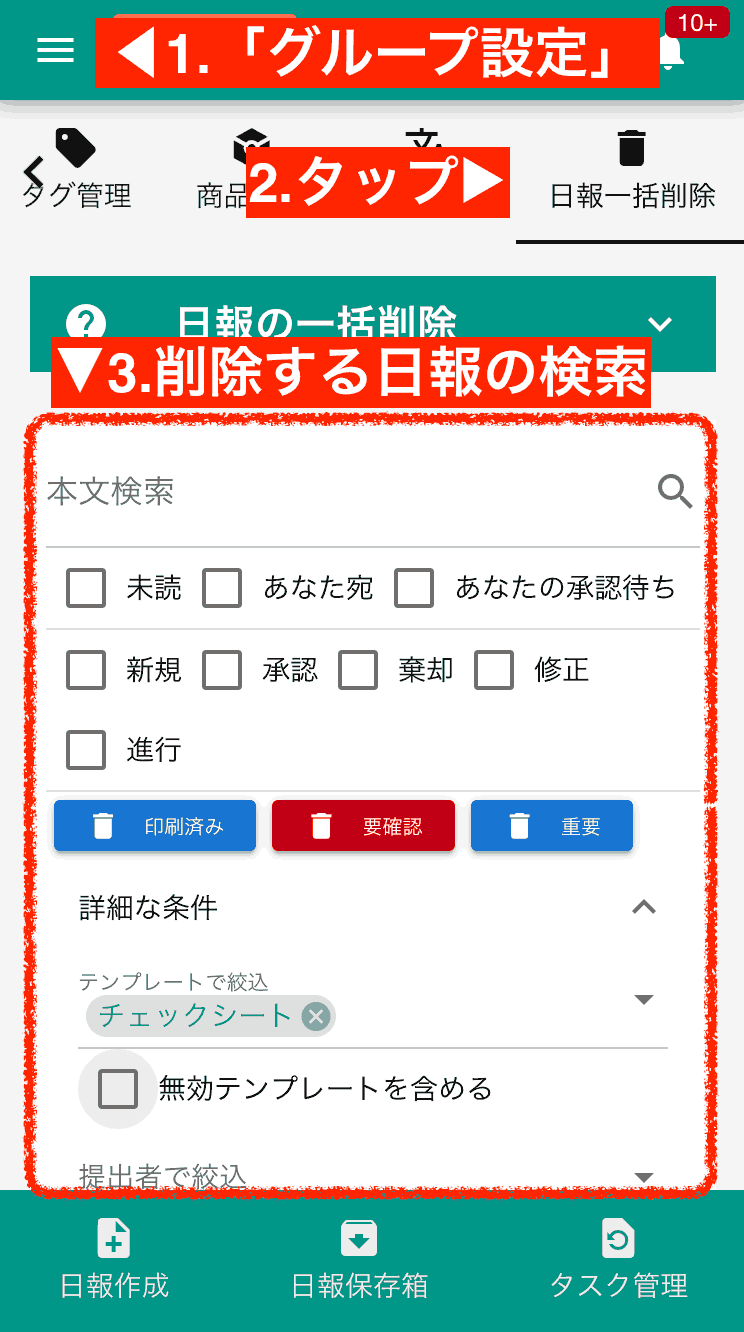 10+
◀1.「グループ設定」
タグ管理
商品
2.タップ▶
日報一括削除
日報の一括削除
▼3.削除する日報の検索
本文検索
未読 あなた宛 あなたの承認待ち
新規 承認 棄却 修正
進行
印刷済み 要確認 重要
詳細な条件
テンプレートで絞込
チェックシート
無効テンプレートを含める
提出者で絞込
日報作成 日報保存箱 タスク管理